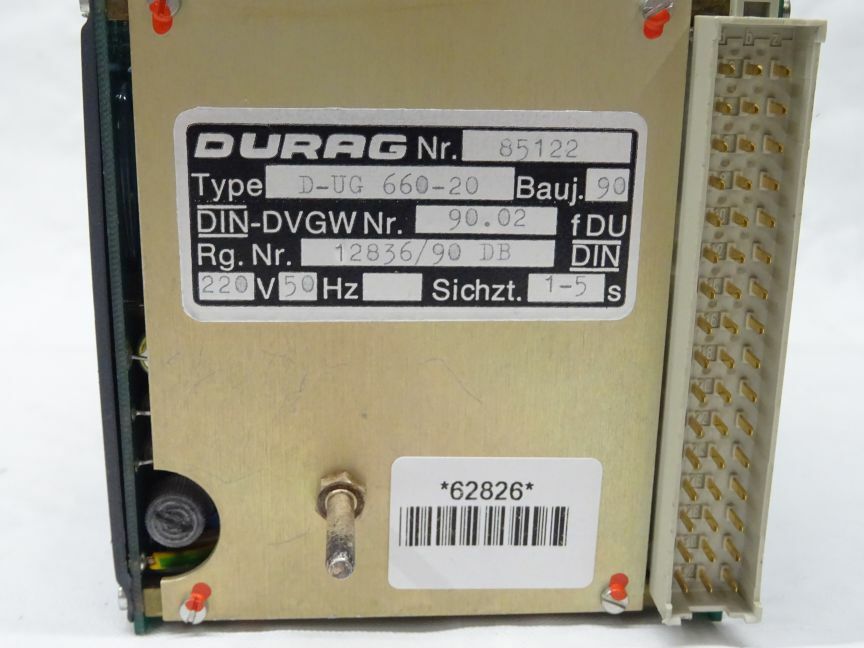 DURAG Nr. 85122
Type D-UG 660-20 Bauj. 90
DIN-DVGW Nr. 90.02 f DU
Rg. Nr. 12836/90 DB DIN
220 V 50 Hz Sichzt. 1-5 s
*62826*